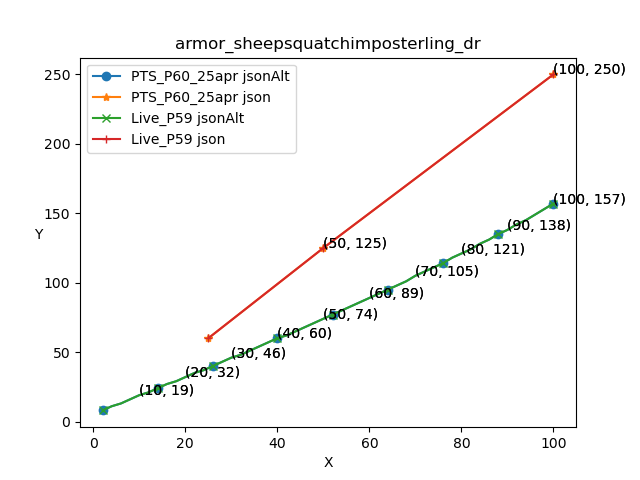 armor_sheepsquatchimposterling_dr
PTS_P60_25apr jsonAlt
PTS_P60_25apr json
Live_P59 jsonAlt
Live_P59 json
(100, 250)
(50, 125)
(100, 157)
(90, 138)
(80, 121)
(70, 105)
(60, 89)
(50, 74)
(40, 60)
(30, 46)
(20, 32)
(10, 19)
250
200
150
100
50
0
Y
0 20 40 60 80 100
X